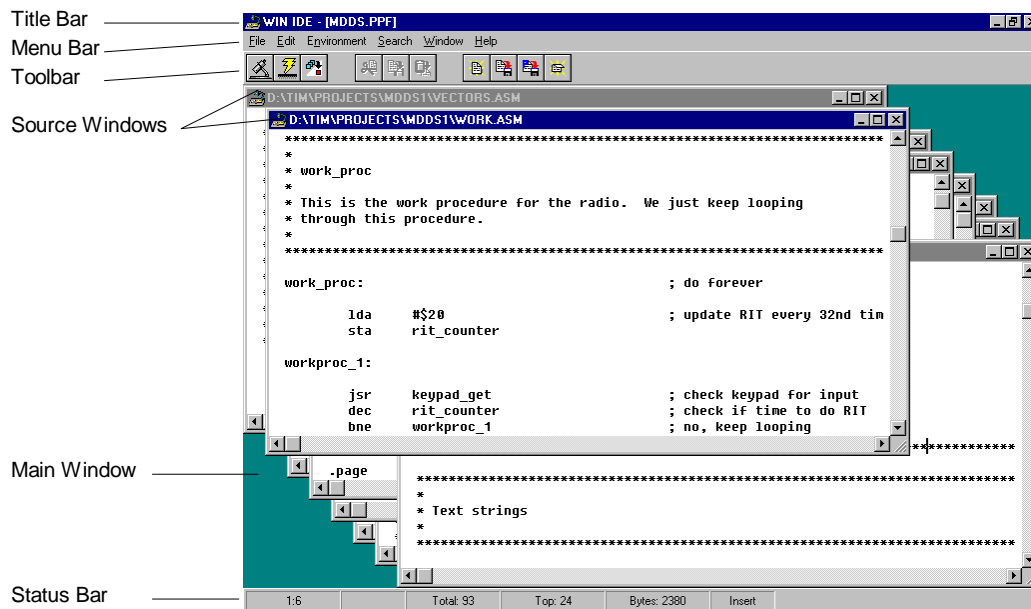 Title Bar
WIN IDE - [MDDS.PPF]
Menu Bar
File Edit Environment Search Window Help
Toolbar
D:\TIM\PROJECTS\MDDS1\VECTORS.ASM
Source Windows
D:\TIM\PROJECTS\MDDS1\WORK.ASM
***************************************************************************
*
* work_proc
*
* This is the work procedure for the radio.  We just keep looping
* through this procedure.
*
***************************************************************************
work_proc: ; do forever
lda #$20 ; update RIT every 32nd tim
sta rit_counter
workproc_1:
jsr keypad_get ; check keypad for input
dec rit_counter ; check if time to do RIT
bne workproc_1 ; no, keep looping
Main Window
.page
***************************************************************************
*
* Text strings
*
***************************************************************************
Status Bar
1:6 Total: 93 Top: 24 Bytes: 2380 Insert